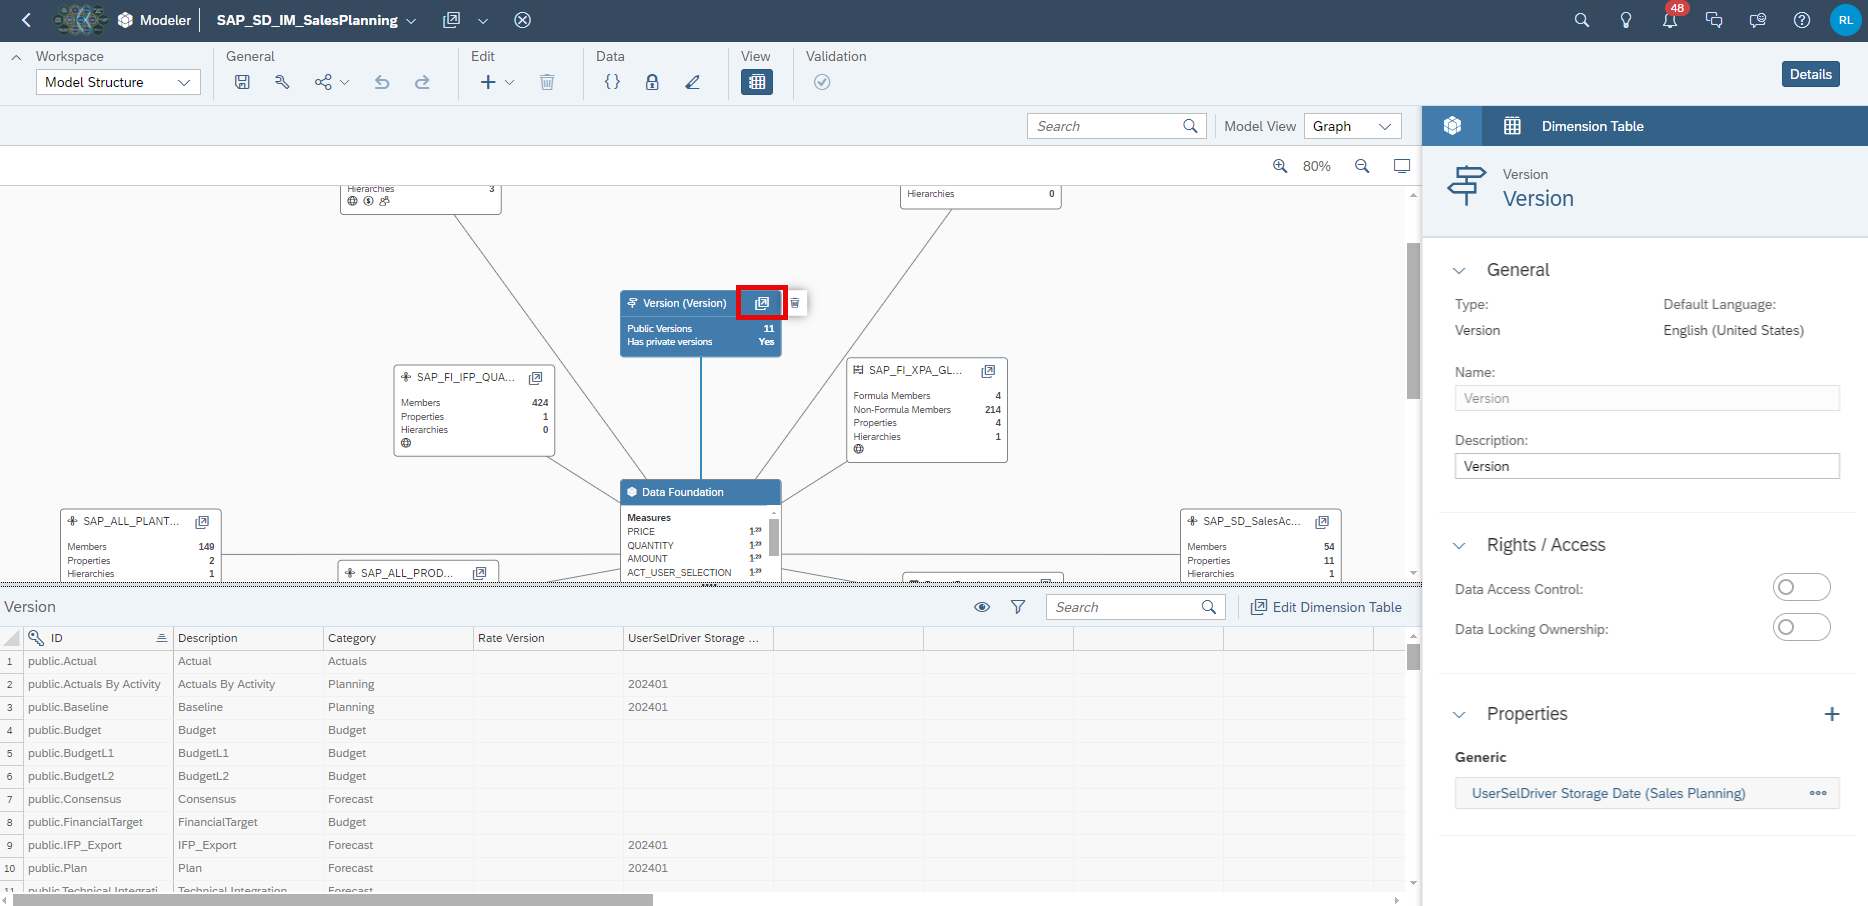 Modeler
SAP_SD_IM_SalesPlanning
48
RL
Workspace
General
Edit
Data
View
Validation
Model Structure
Details
Search
Model View
Graph
80%
Dimension Table
Version
Version
Hierarchies 3
Hierarchies 0
Version (Version)
Public Versions 11
Has private versions Yes
SAP_FI_IFP_QUA...
Members 424
Properties 1
Hierarchies 0
SAP_FI_XPA_GL...
Formula Members 4
Non-Formula Members 214
Properties 4
Hierarchies 1
Data Foundation
Measures
PRICE 1.23
QUANTITY 1.23
AMOUNT 1.23
ACT_USER_SELECTION 1.23
SAP_ALL_PLANT...
Members 149
Properties 2
Hierarchies 1
SAP_ALL_PROD...
SAP_SD_SalesAc...
Members 54
Properties 11
Hierarchies 1
General
Type: Default Language:
Version English (United States)
Name:
Version
Description:
Version
Rights / Access
Data Access Control:
Data Locking Ownership:
Properties
Generic
UserSelDriver Storage Date (Sales Planning)
Version
Search
Edit Dimension Table
ID Description Category Rate Version UserSelDriver Storage ...
1 public.Actual Actual Actuals
2 public.Actuals By Activity Actuals By Activity Planning 202401
3 public.Baseline Baseline Planning 202401
4 public.Budget Budget Budget
5 public.BudgetL1 BudgetL1 Budget
6 public.BudgetL2 BudgetL2 Budget
7 public.Consensus Consensus Forecast
8 public.FinancialTarget FinancialTarget Budget
9 public.IFP_Export IFP_Export Forecast 202401
10 public.Plan Plan Forecast 202401
11 public.Technical Integrati Technical Integration Forecast